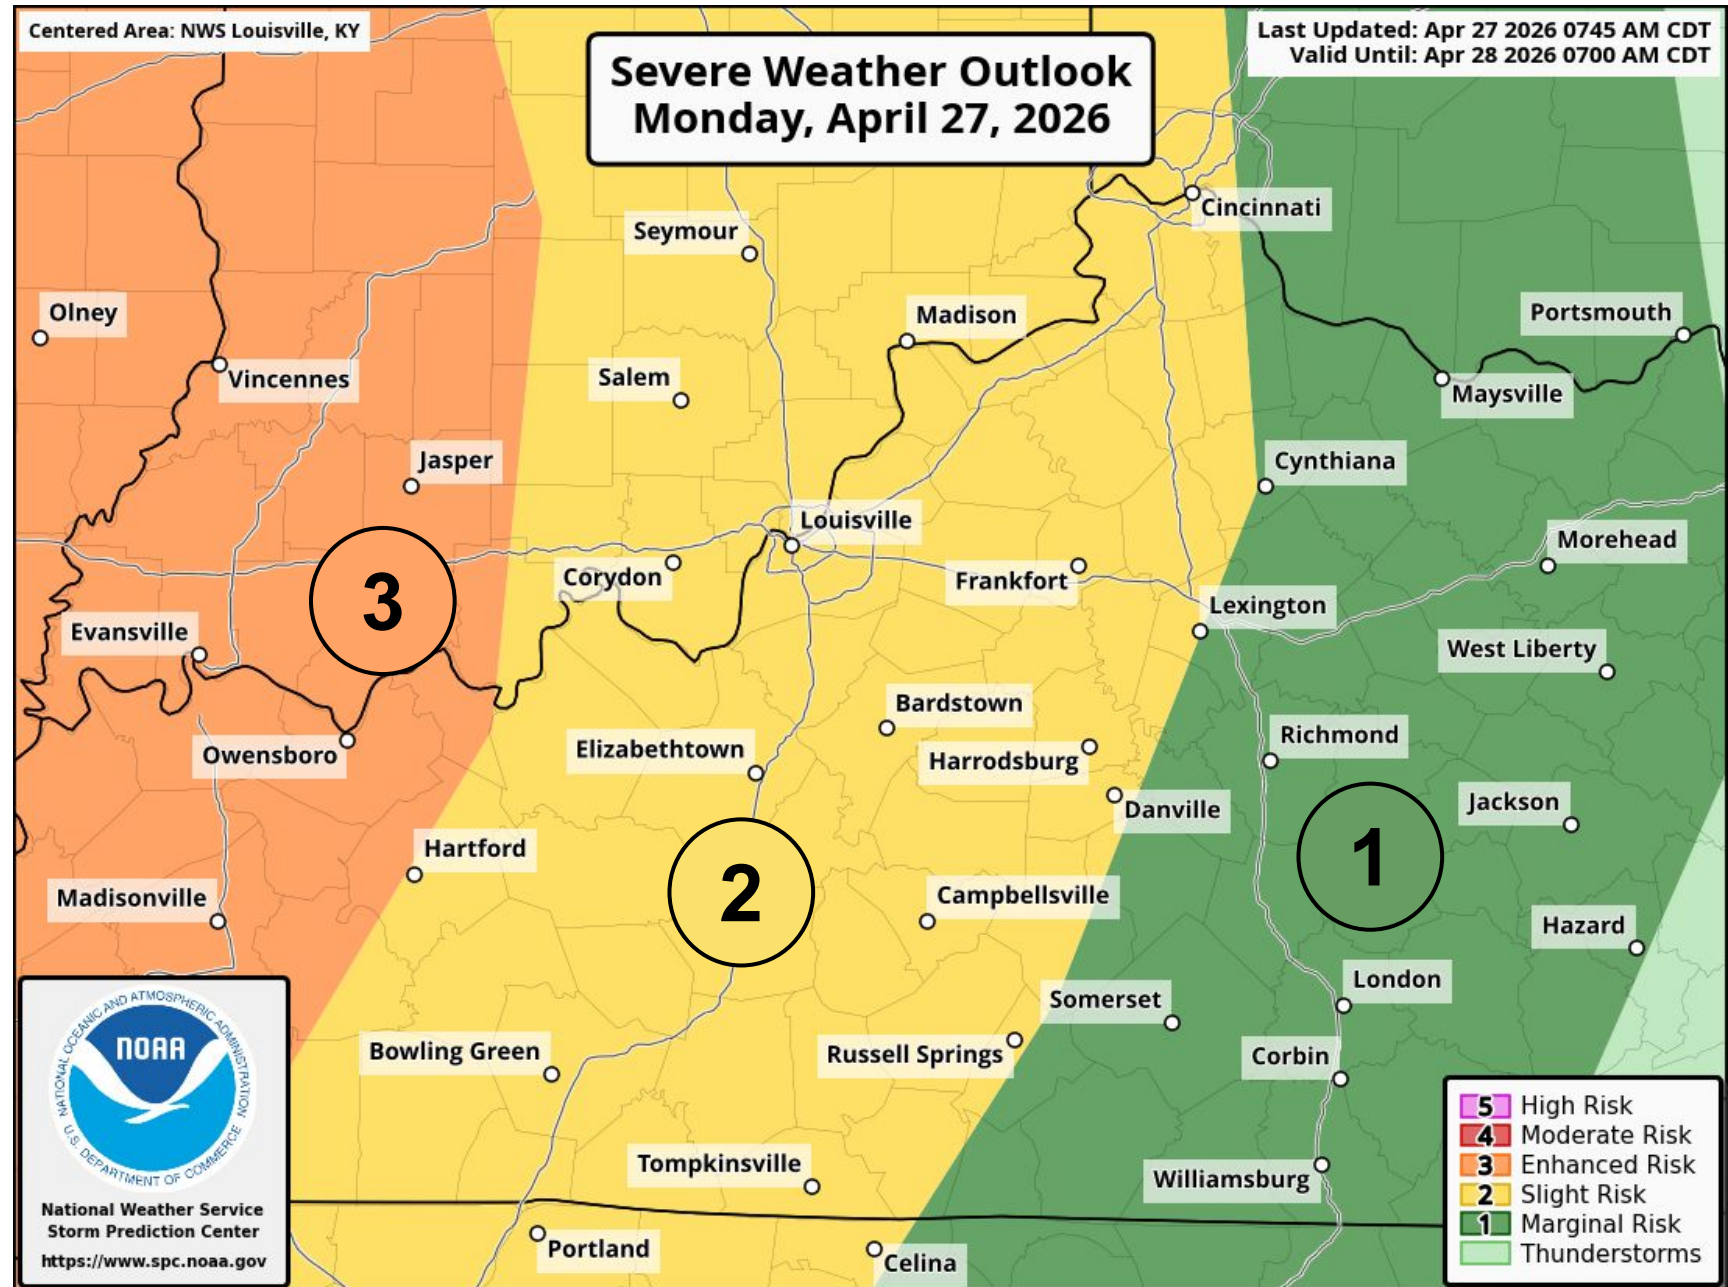 Centered Area: NWS Louisville, KY
Severe Weather Outlook
Monday, April 27, 2026
Last Updated: Apr 27 2026 0745 AM CDT
Valid Until: Apr 28 2026 0700 AM CDT
Cincinnati
Seymour
Olney
Madison
Portsmouth
Vincennes
Salem
Maysville
Jasper
Cynthiana
Louisville
Morehead
Corydon
Frankfort
3
Lexington
Evansville
West Liberty
Bardstown
Richmond
Owensboro
Elizabethtown
Harrodsburg
Jackson
Danville
Hartford
1
2
Madisonville
Campbellsville
Hazard
London
Somerset
Bowling Green
Russell Springs
Corbin
Tompkinsville
Williamsburg
Portland
Celina
NATIONAL OCEANIC AND ATMOSPHERIC ADMINISTRATION
NOAA
U.S. DEPARTMENT OF COMMERCE
National Weather Service
Storm Prediction Center
https://www.spc.noaa.gov
5 High Risk
4 Moderate Risk
3 Enhanced Risk
2 Slight Risk
1 Marginal Risk
Thunderstorms